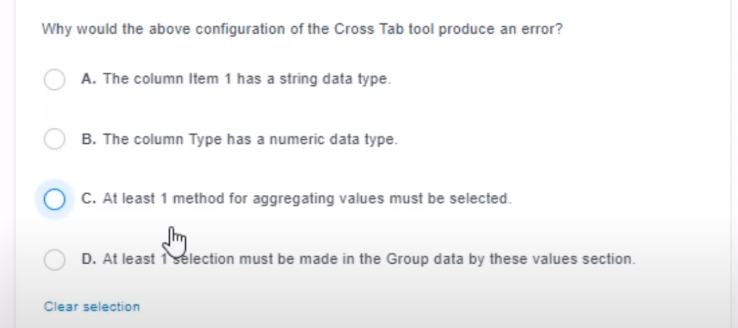 Why would the above configuration of the Cross Tab tool produce an error?
A. The column Item 1 has a string data type.
B. The column Type has a numeric data type.
C. At least 1 method for aggregating values must be selected.
D. At least 1 selection must be made in the Group data by these values section.
Clear selection